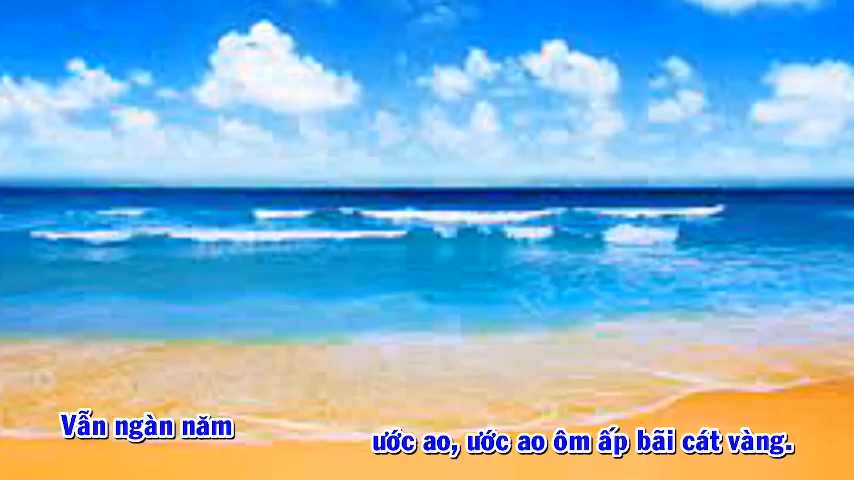 Vẫn ngàn năm
ước ao, ước ao ôm ấp bãi cát vàng.